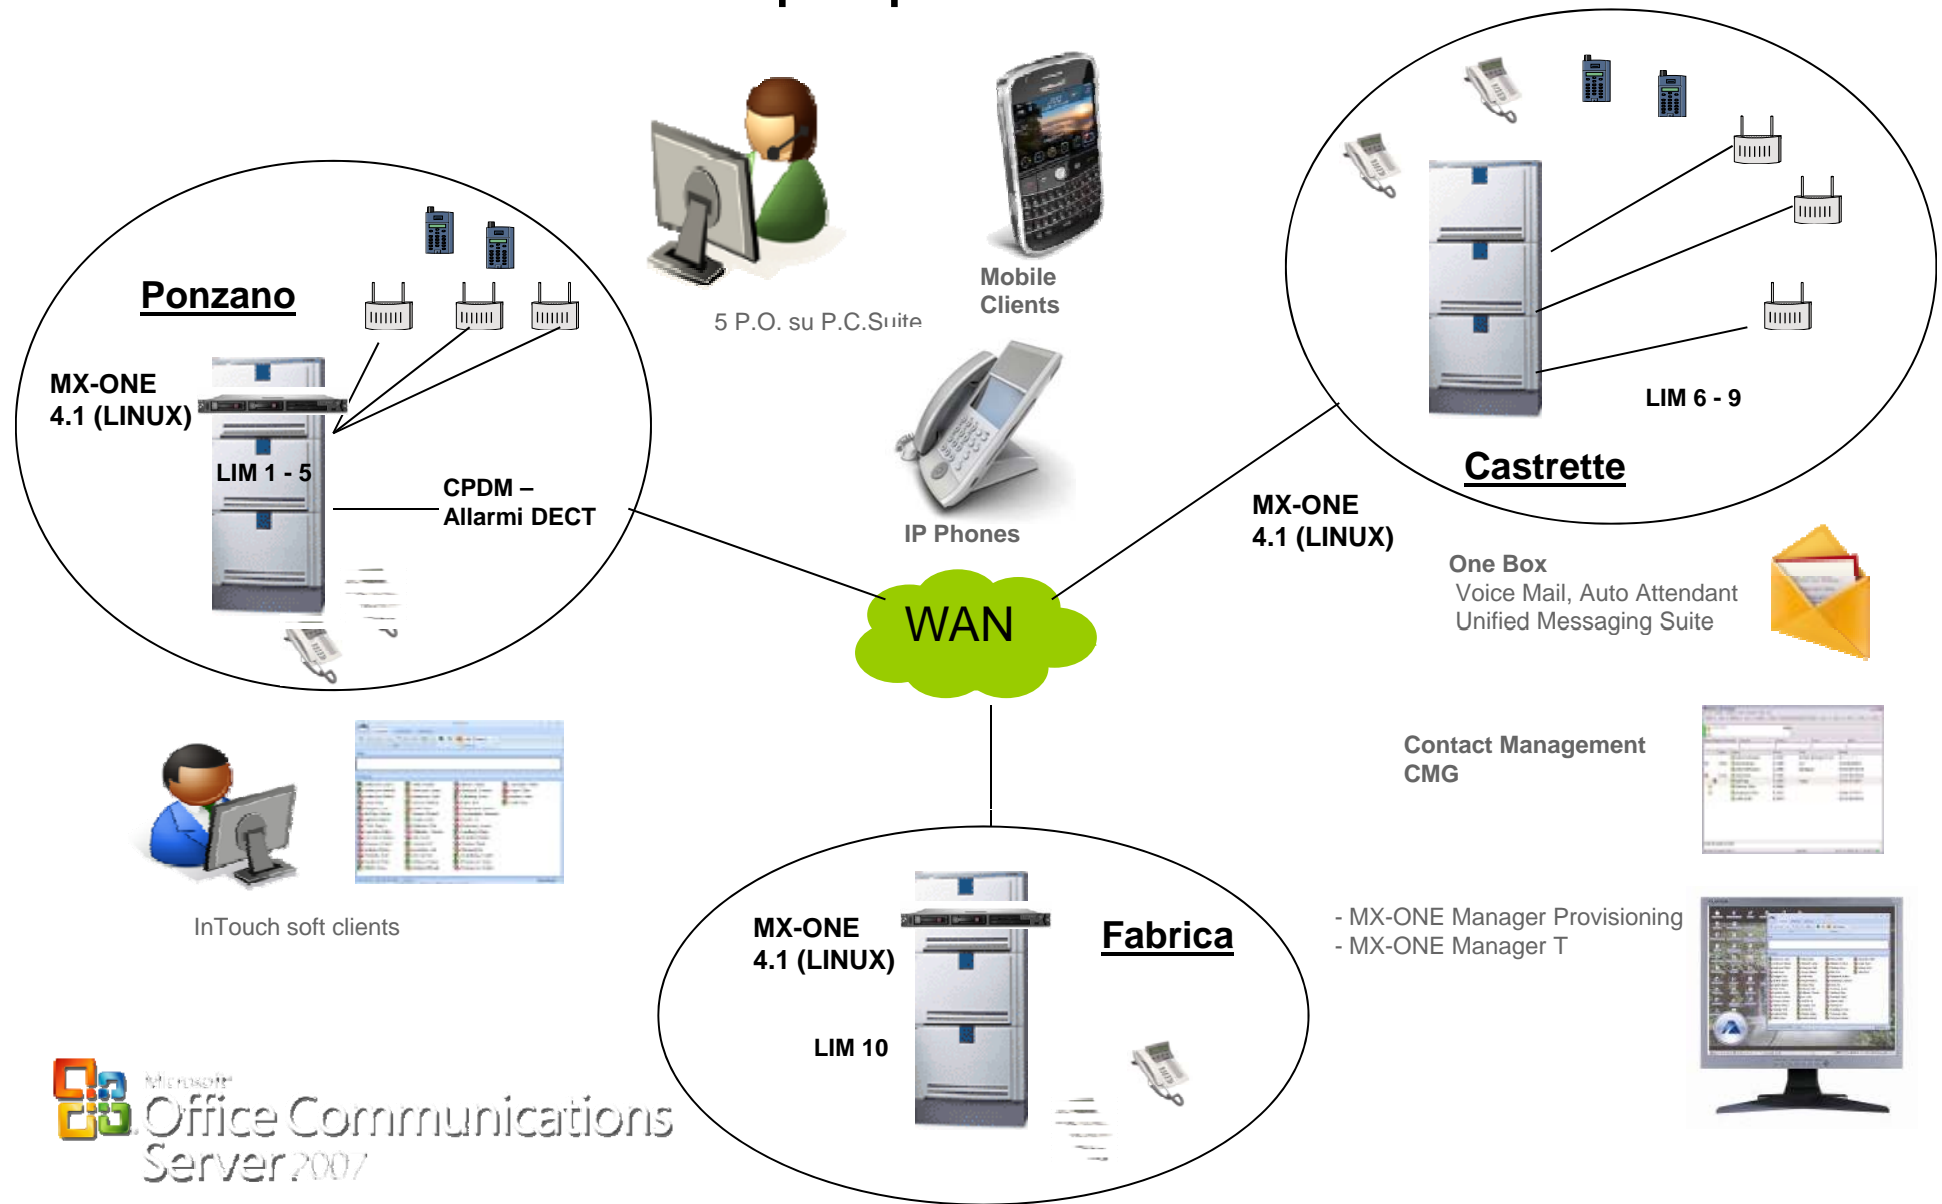 Mobile
Clients
5 P.O. su P.C.Suite
Ponzano
MX-ONE
4.1 (LINUX)
LIM 1 - 5
CPDM –
Allarmi DECT
IP Phones
LIM 6 - 9
Castrette
MX-ONE
4.1 (LINUX)
One Box
Voice Mail, Auto Attendant
Unified Messaging Suite
WAN
Contact Management
CMG
InTouch soft clients
MX-ONE
4.1 (LINUX)
Fabrica
LIM 10
- MX-ONE Manager Provisioning
- MX-ONE Manager T
Microsoft
Office Communications
Server 2007